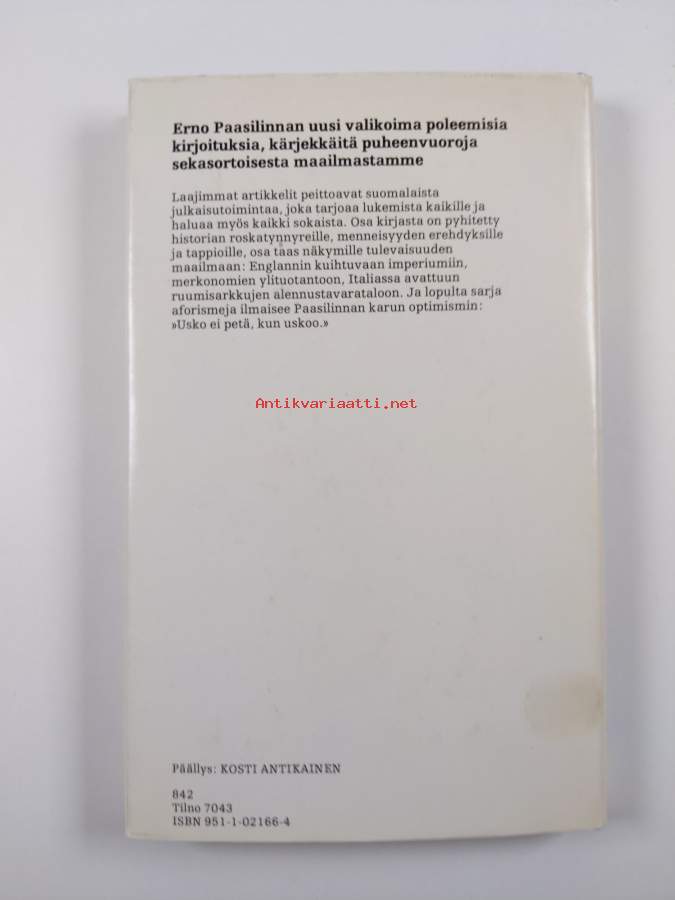 Erno Paasilinnan uusi valikoima poleemisia
kirjoituksia, kärjekkäitä puheenvuoroja
sekasortoisesta maailmastamme
Laajimmat artikkelit peittoavat suomalaista
julkaisutoimintaa, joka tarjoaa lukemista kaikille ja
haluaa myös kaikki sokaista. Osa kirjasta on pyhitetty
historian roskatynnyreille, menneisyyden erehdyksille
ja tappioille, osa taas näkymille tulevaisuuden
maailmaan: Englannin kuihtuvaan imperiumiin,
merkonomien ylituotantoon, Italiassa avattuun
ruumisarkkujen alennustavarataloon. Ja lopulta sarja
aforismeja ilmaisee Paasilinnan karun optimismin:
»Usko ei petä, kun uskoo.»
Antikvariaatti.net
Päällys: KOSTI ANTIKAINEN
842
Tilno 7043
ISBN 951-1-02166-4